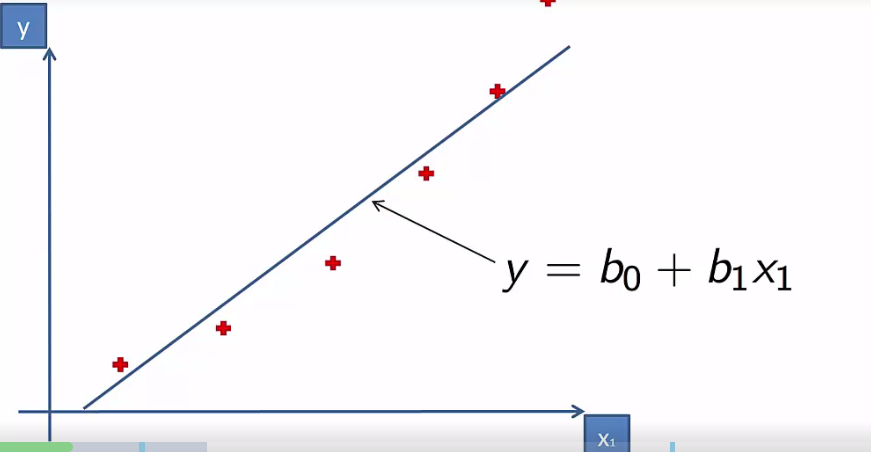 y
y = b₀ + b₁x₁
x₁